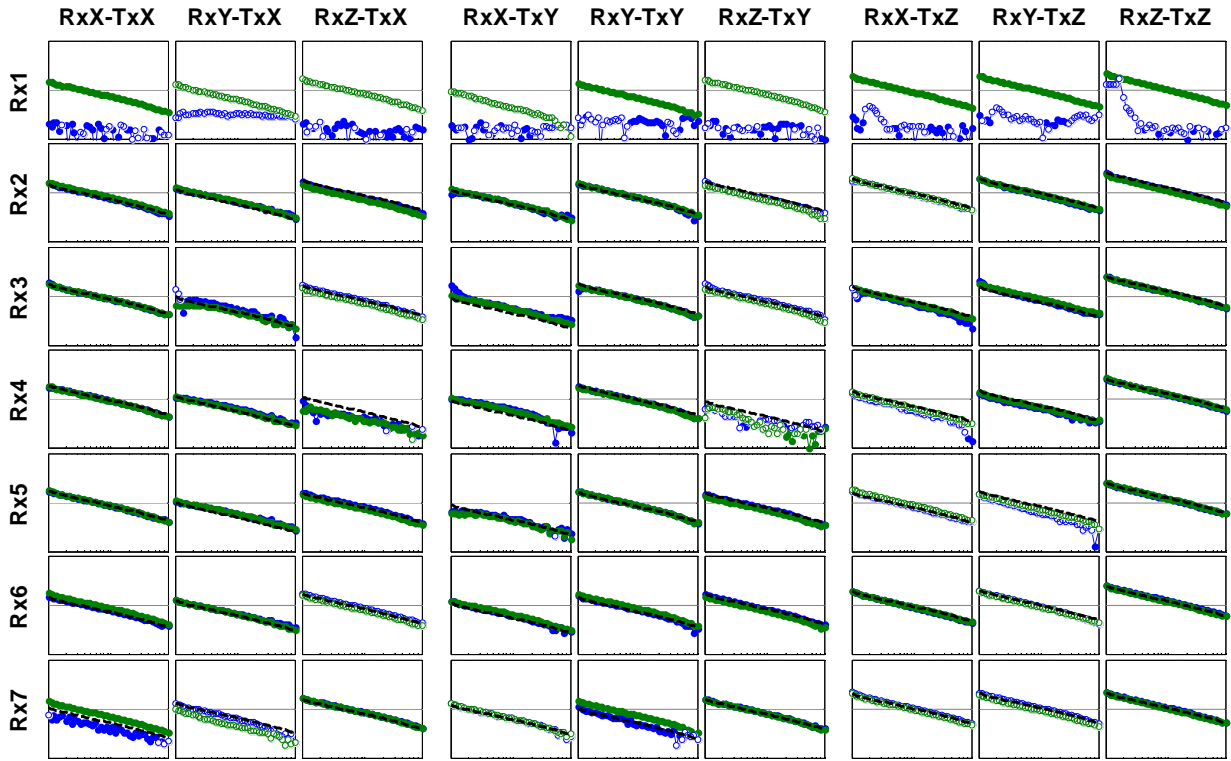 RxX-TxX RxY-TxX RxZ-TxX RxX-TxY RxY-TxY RxZ-TxY RxX-TxZ RxY-TxZ RxZ-TxZ
Rx1
Rx2
Rx3
Rx4
Rx5
Rx6
Rx7